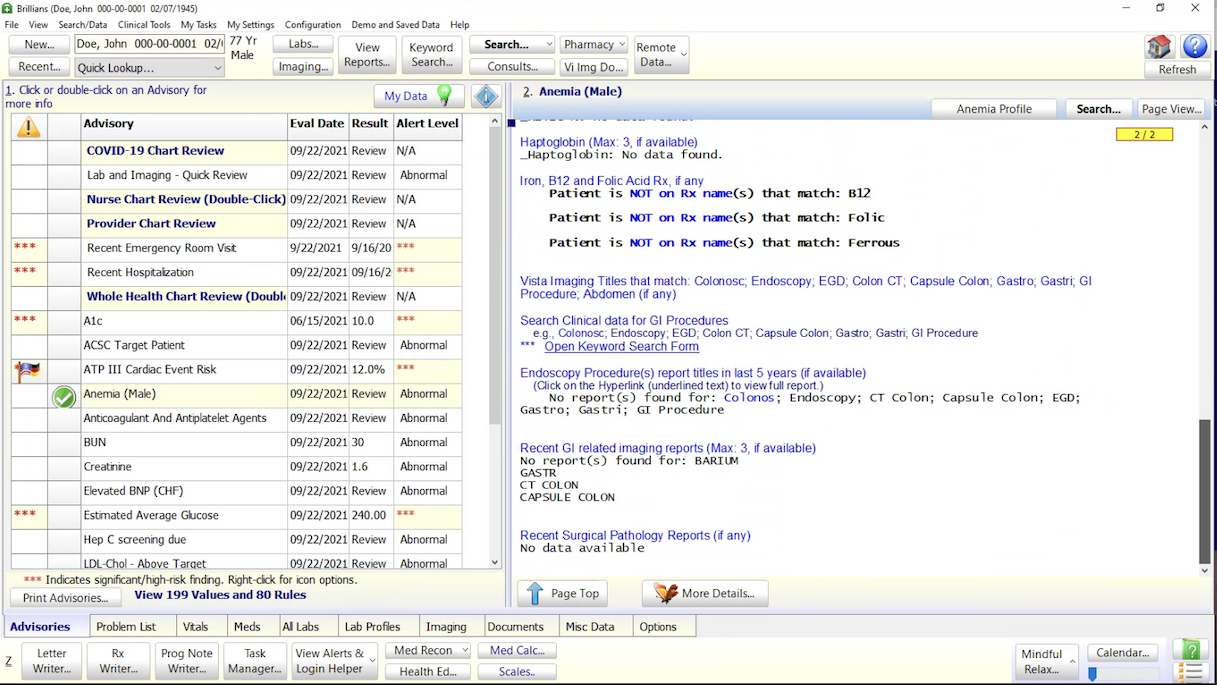 Brillians (Doe, John 000-00-0001 02/07/1945)
File View Search/Data Clinical Tools My Tasks My Settings Configuration Demo and Saved Data Help
New... Doe, John 000-00-0001 02/ 77 Yr Male Labs... View Reports... Keyword Search... Search... Pharmacy Remote Data...
Recent... Quick Lookup... Imaging... Consults... Vi Img Do... Refresh
1. Click or double-click on an Advisory for
more info
My Data
Advisory Eval Date Result Alert Level
COVID-19 Chart Review 09/22/2021 Review N/A
Lab and Imaging - Quick Review 09/22/2021 Review Abnormal
Nurse Chart Review (Double-Click) 09/22/2021 Review N/A
Provider Chart Review 09/22/2021 Review N/A
*** Recent Emergency Room Visit 9/22/2021 9/16/20 ***
*** Recent Hospitalization 09/22/2021 09/16/2 ***
Whole Health Chart Review (Doubl 09/22/2021 Review N/A
*** A1c 06/15/2021 10.0 ***
ACSC Target Patient 09/22/2021 Review Abnormal
ATP III Cardiac Event Risk 09/22/2021 12.0% ***
Anemia (Male) 09/22/2021 Review Abnormal
Anticoagulant And Antiplatelet Agents 09/22/2021 Review Abnormal
BUN 09/22/2021 30 Abnormal
Creatinine 09/22/2021 1.6 Abnormal
Elevated BNP (CHF) 09/22/2021 Review Abnormal
*** Estimated Average Glucose 09/22/2021 240.00 ***
Hep C screening due 09/22/2021 Review Abnormal
LDL-Chol - Above Target 09/22/2021 Review Abnormal
*** Indicates significant/high-risk finding. Right-click for icon options.
Print Advisories... View 199 Values and 80 Rules
2. Anemia (Male)
Anemia Profile Search... Page View...
2 / 2
Haptoglobin (Max: 3, if available)
_Haptoglobin: No data found.
Iron, B12 and Folic Acid Rx, if any
Patient is NOT on Rx name(s) that match: B12
Patient is NOT on Rx name(s) that match: Folic
Patient is NOT on Rx name(s) that match: Ferrous
Vista Imaging Titles that match: Colonosc; Endoscopy; EGD; Colon CT; Capsule Colon; Gastro; Gastri; GI
Procedure; Abdomen (if any)
Search Clinical data for GI Procedures
e.g., Colonosc; Endoscopy; EGD; Colon CT; Capsule Colon; Gastro; Gastri; GI Procedure
*** Open Keyword Search Form
Endoscopy Procedure(s) report titles in last 5 years (if available)
(Click on the Hyperlink (underlined text) to view full report.)
No report(s) found for: Colonos; Endoscopy; CT Colon; Capsule Colon; EGD;
Gastro; Gastri; GI Procedure
Recent GI related imaging reports (Max: 3, if available)
No report(s) found for: BARIUM
GASTR
CT COLON
CAPSULE COLON
Recent Surgical Pathology Reports (if any)
No data available
Page Top More Details...
Advisories Problem List Vitals Meds All Labs Lab Profiles Imaging Documents Misc Data Options
Z Letter Writer... Rx Writer... Prog Note Writer... Task Manager... View Alerts & Login Helper Med Recon Med Calc... Mindful Relax... Calendar...
Health Ed... Scales..